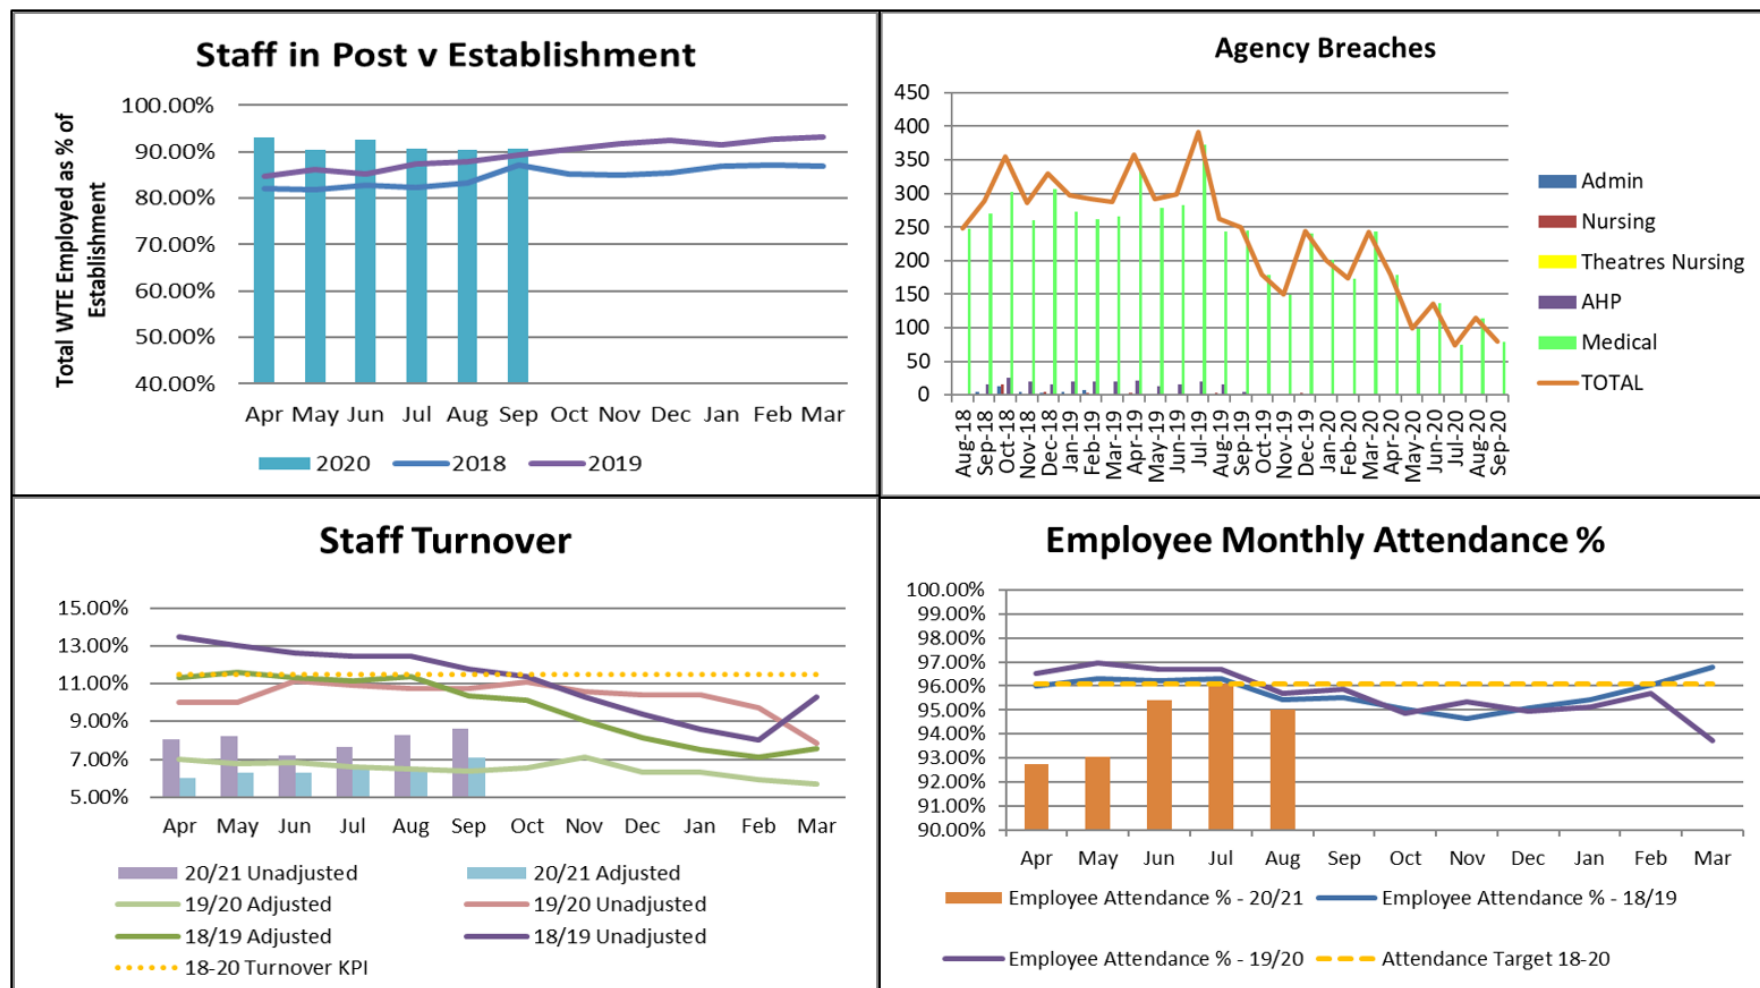 Staff in Post v Establishment
Total WTE Employed as % of
Establishment
100.00%
90.00%
80.00%
70.00%
60.00%
50.00%
40.00%
Apr May Jun Jul Aug Sep Oct Nov Dec Jan Feb Mar
2020 2018 2019
Agency Breaches
450
400
350
300
250
200
150
100
50
0
Aug-18
Sep-18
Oct-18
Nov-18
Dec-18
Jan-19
Feb-19
Mar-19
Apr-19
May-19
Jun-19
Jul-19
Aug-19
Sep-19
Oct-19
Nov-19
Dec-19
Jan-20
Feb-20
Mar-20
Apr-20
May-20
Jun-20
Jul-20
Aug-20
Sep-20
Admin
Nursing
Theatres Nursing
AHP
Medical
TOTAL
Staff Turnover
15.00%
13.00%
11.00%
9.00%
7.00%
5.00%
Apr May Jun Jul Aug Sep Oct Nov Dec Jan Feb Mar
20/21 Unadjusted 20/21 Adjusted
19/20 Adjusted 19/20 Unadjusted
18/19 Adjusted 18/19 Unadjusted
18-20 Turnover KPI
Employee Monthly Attendance %
100.00%
99.00%
98.00%
97.00%
96.00%
95.00%
94.00%
93.00%
92.00%
91.00%
90.00%
Apr May Jun Jul Aug Sep Oct Nov Dec Jan Feb Mar
Employee Attendance % - 20/21 Employee Attendance % - 18/19
Employee Attendance % - 19/20 Attendance Target 18-20